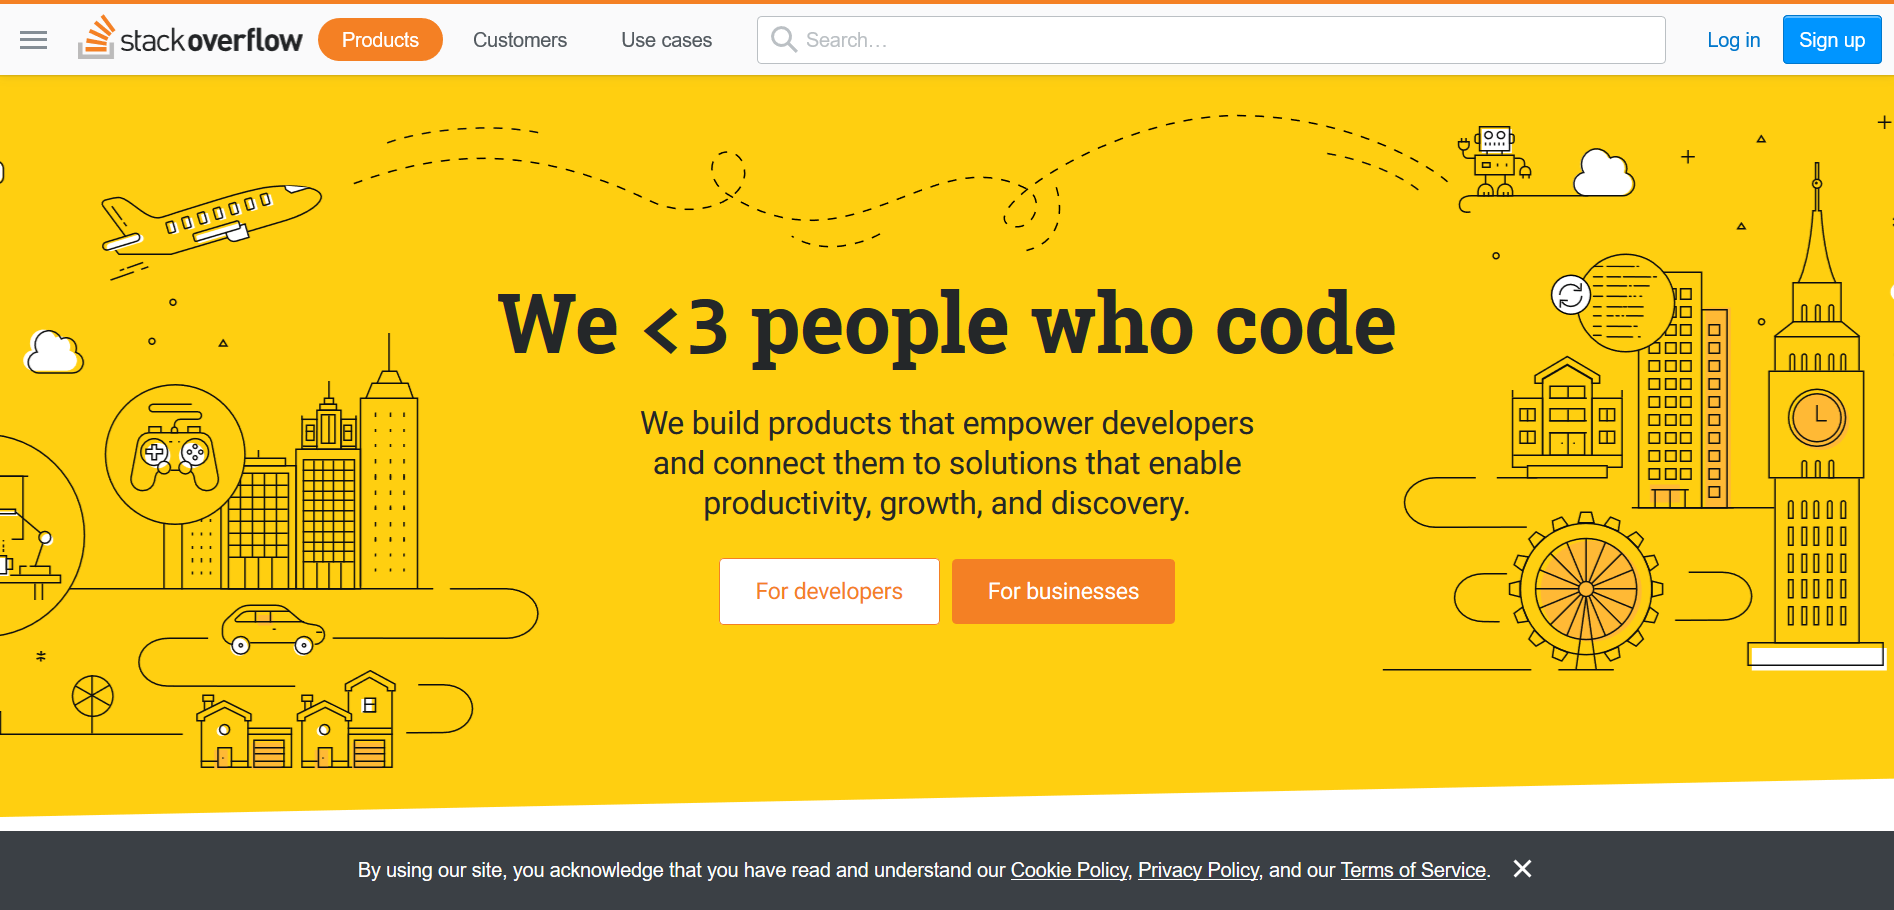 stackoverflow
Products
Customers
Use cases
Search...
Log in
Sign up
We <3 people who code
We build products that empower developers
and connect them to solutions that enable
productivity, growth, and discovery.
For developers
For businesses
By using our site, you acknowledge that you have read and understand our Cookie Policy, Privacy Policy, and our Terms of Service.